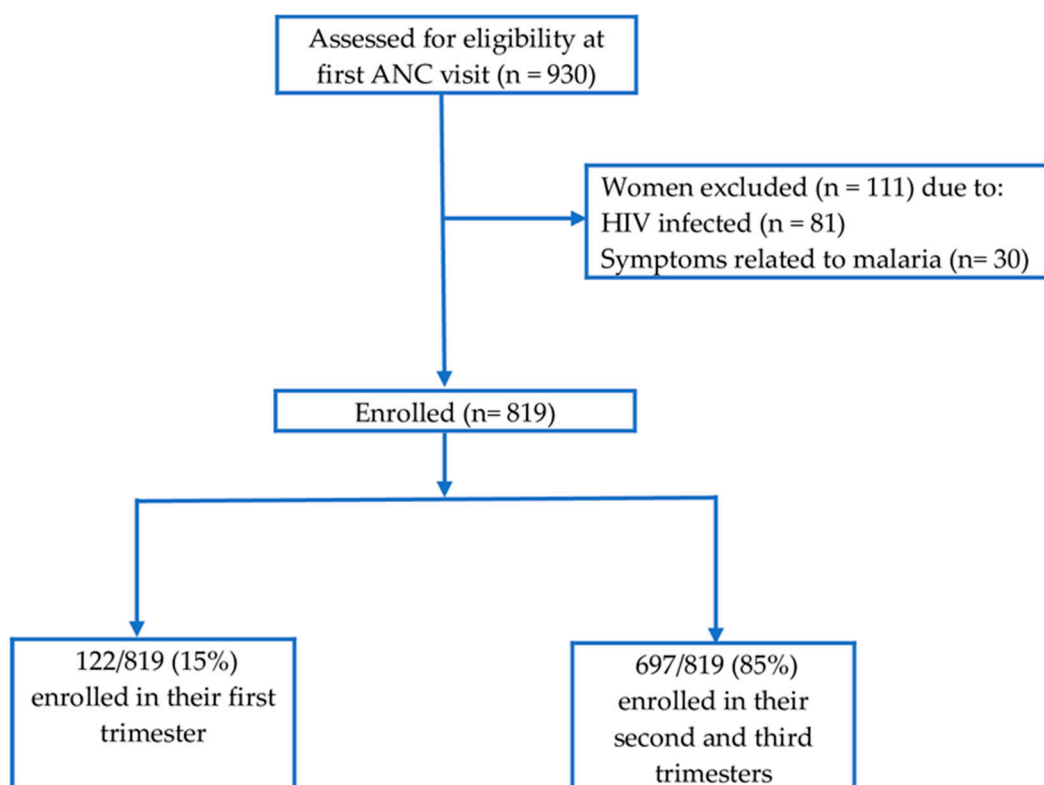 Assessed for eligibility at
first ANC visit (n = 930)
Women excluded (n = 111) due to:
HIV infected (n = 81)
Symptoms related to malaria (n= 30)
Enrolled (n= 819)
122/819 (15%)
enrolled in their first
trimester
697/819 (85%)
enrolled in their
second and third
trimesters